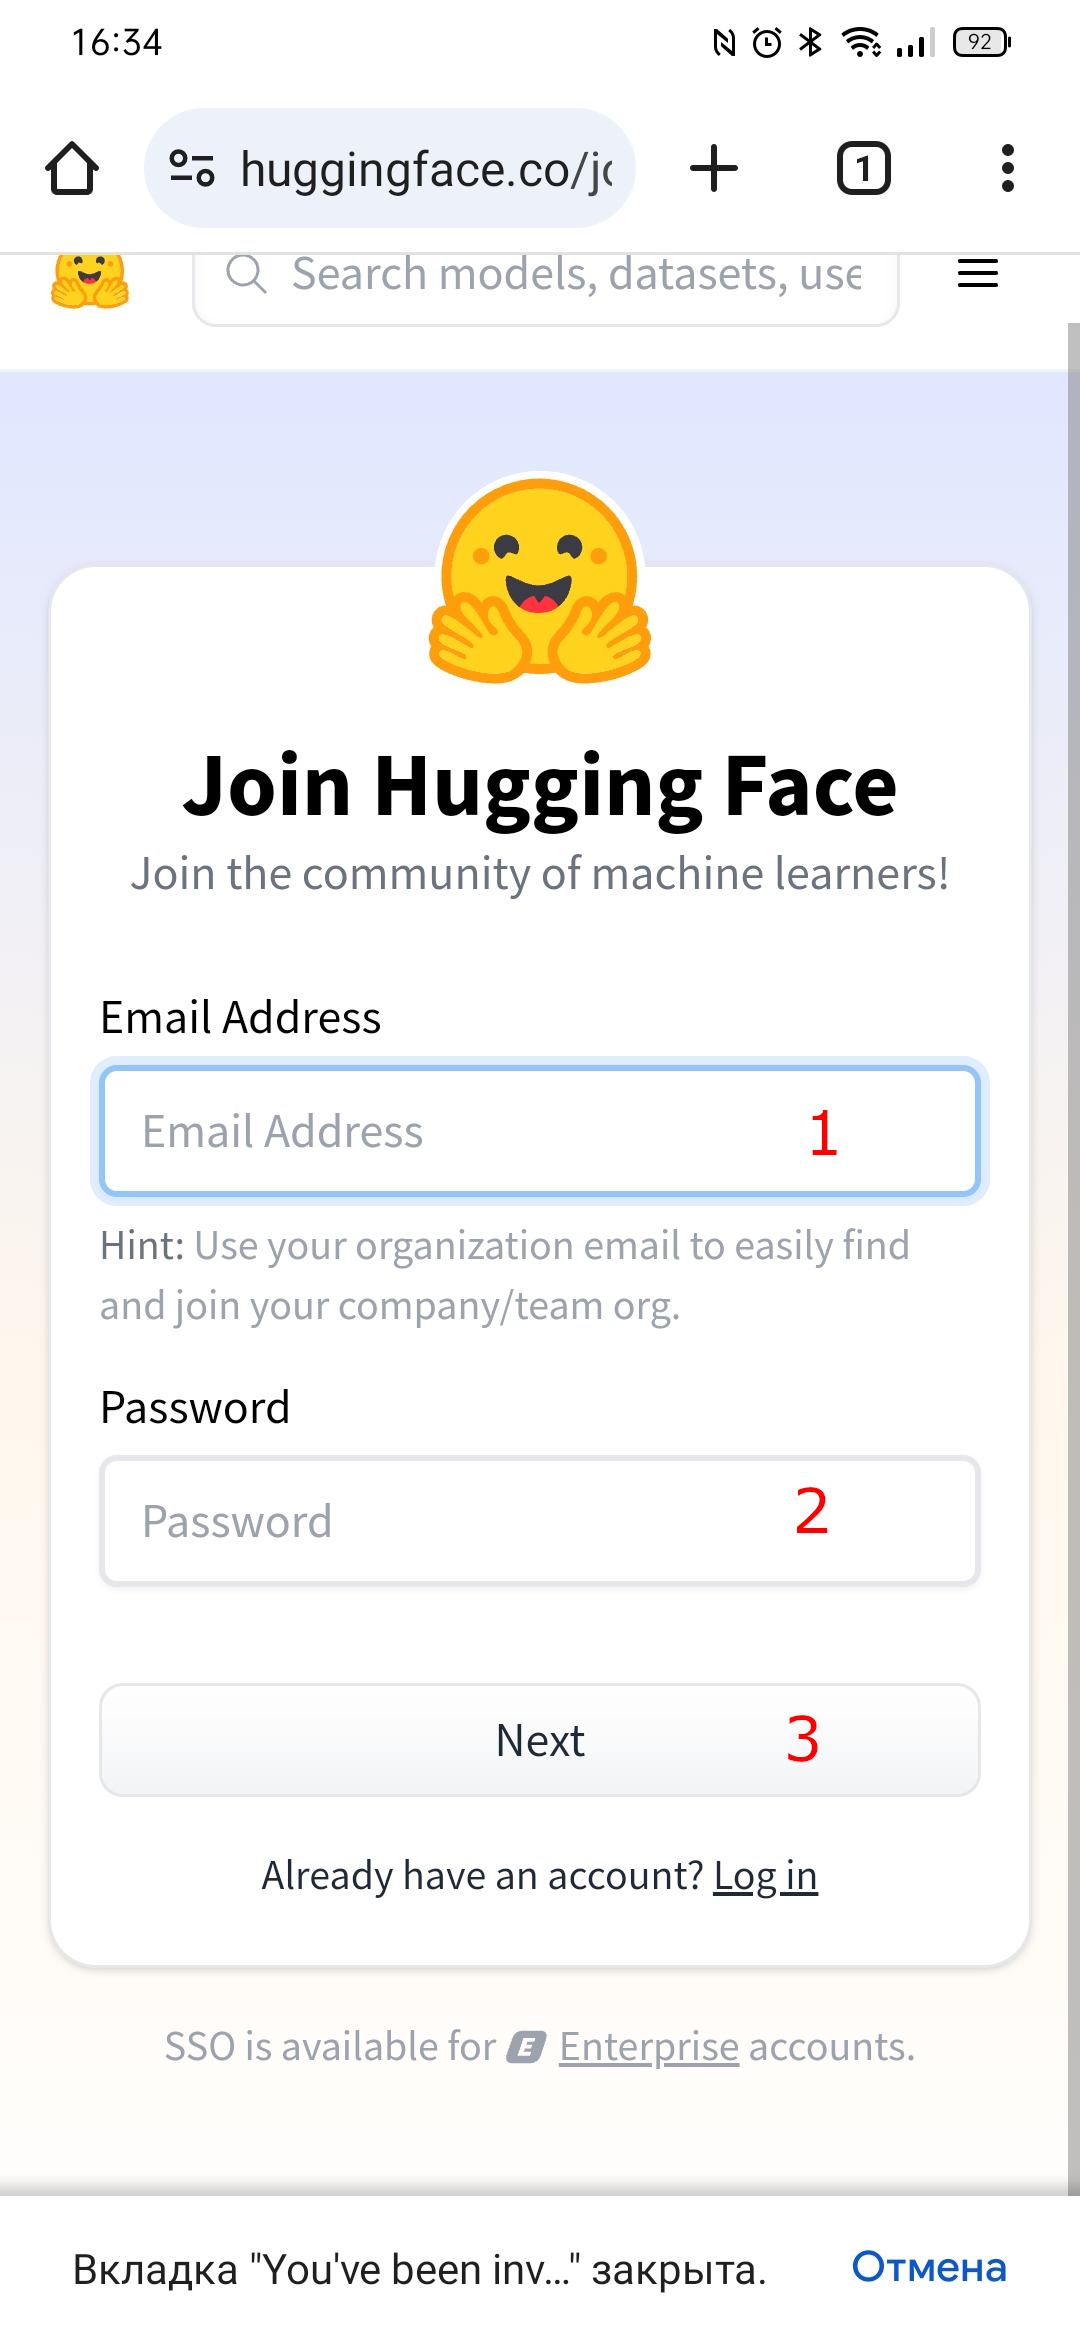 16:34
92
huggingface.co/jo
1
Search models, datasets, use
Join Hugging Face
Join the community of machine learners!
Email Address
Email Address 1
Hint: Use your organization email to easily find
and join your company/team org.
Password
Password 2
Next 3
Already have an account? Log in
SSO is available for E Enterprise accounts.
Вкладка "You've been inv..." закрыта. Отмена